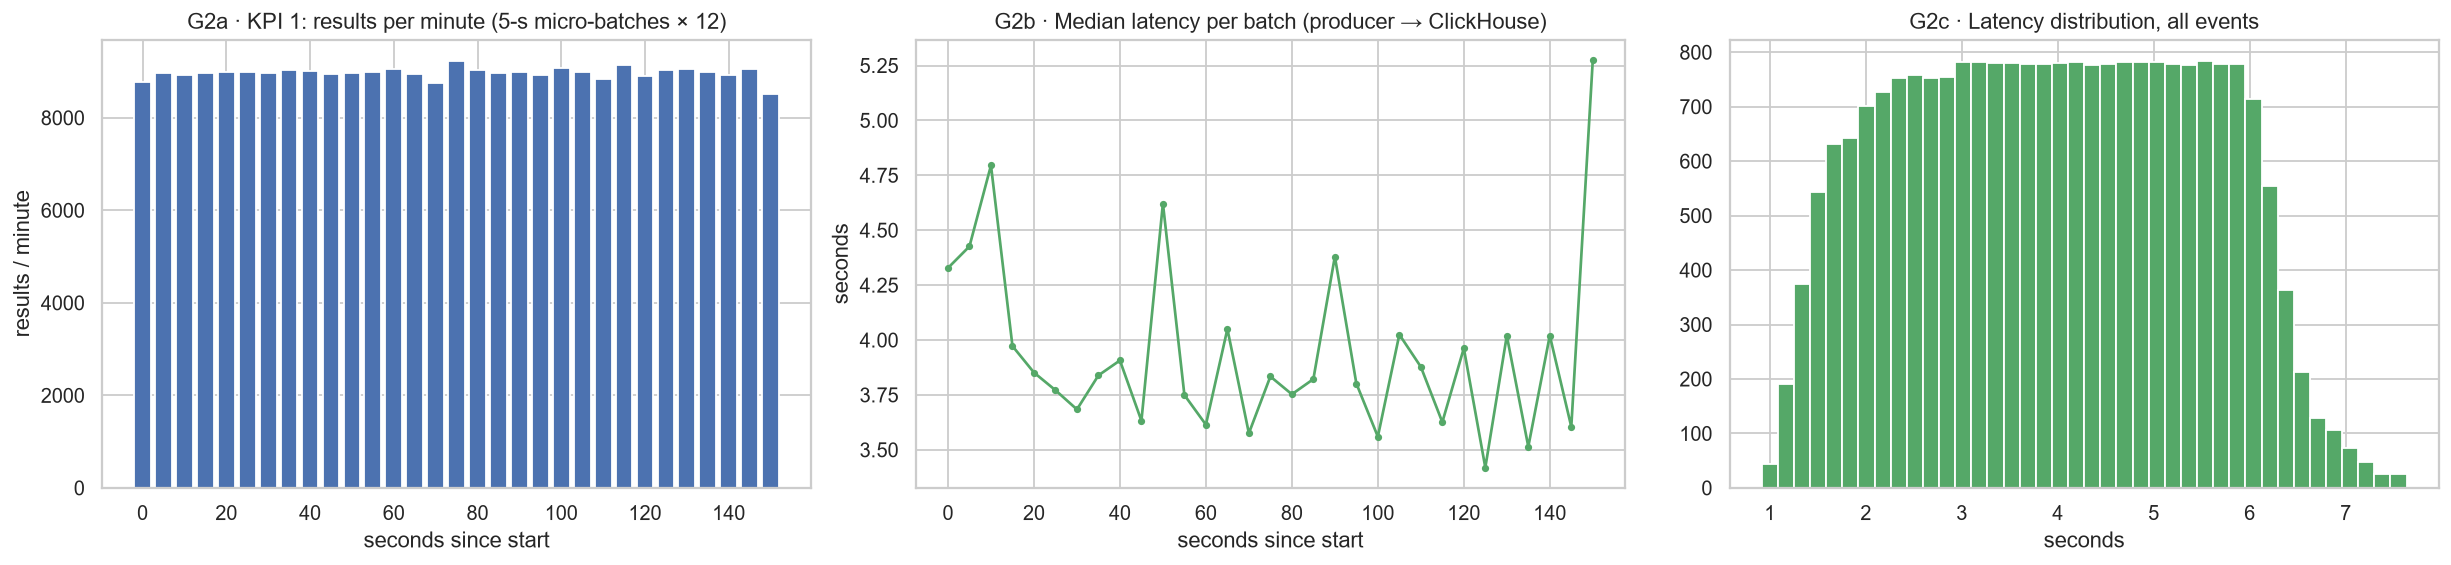 G2a · KPI 1: results per minute (5-s micro-batches × 12)
results / minute
8000
6000
4000
2000
0
0 20 40 60 80 100 120 140
seconds since start
G2b · Median latency per batch (producer → ClickHouse)
seconds
5.25
5.00
4.75
4.50
4.25
4.00
3.75
3.50
0 20 40 60 80 100 120 140
seconds since start
G2c · Latency distribution, all events
800
700
600
500
400
300
200
100
0
1 2 3 4 5 6 7
seconds